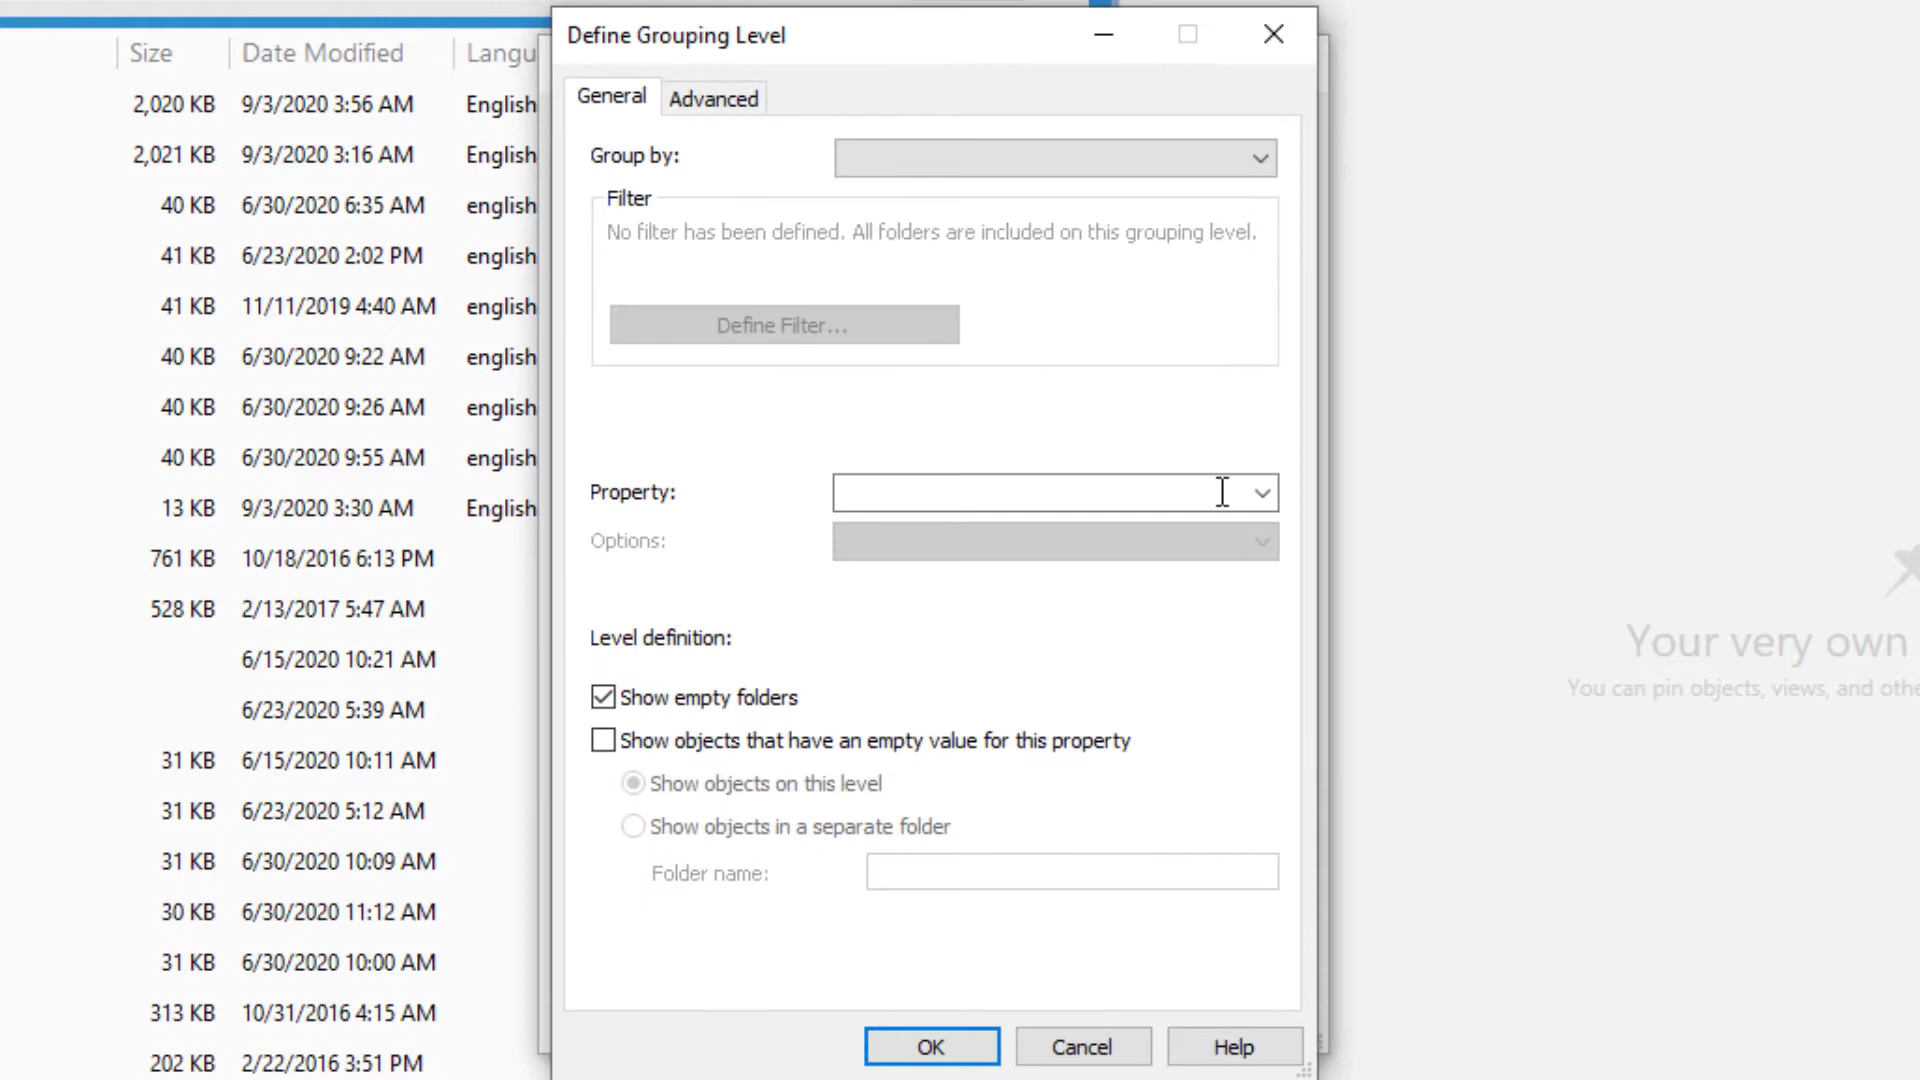 Size Date Modified Langu
2,020 KB 9/3/2020 3:56 AM English
2,021 KB 9/3/2020 3:16 AM English
40 KB 6/30/2020 6:35 AM english
41 KB 6/23/2020 2:02 PM english
41 KB 11/11/2019 4:40 AM english
40 KB 6/30/2020 9:22 AM english
40 KB 6/30/2020 9:26 AM english
40 KB 6/30/2020 9:55 AM english
13 KB 9/3/2020 3:30 AM English
761 KB 10/18/2016 6:13 PM
528 KB 2/13/2017 5:47 AM
6/15/2020 10:21 AM
6/23/2020 5:39 AM
31 KB 6/15/2020 10:11 AM
31 KB 6/23/2020 5:12 AM
31 KB 6/30/2020 10:09 AM
30 KB 6/30/2020 11:12 AM
31 KB 6/30/2020 10:00 AM
313 KB 10/31/2016 4:15 AM
202 KB 2/22/2016 3:51 PM
Define Grouping Level
General Advanced
Group by:
Filter
No filter has been defined. All folders are included on this grouping level.
Define Filter...
Property:
Options:
Level definition:
Show empty folders
Show objects that have an empty value for this property
Show objects on this level
Show objects in a separate folder
Folder name:
OK Cancel Help
Your very own
You can pin objects, views, and othe